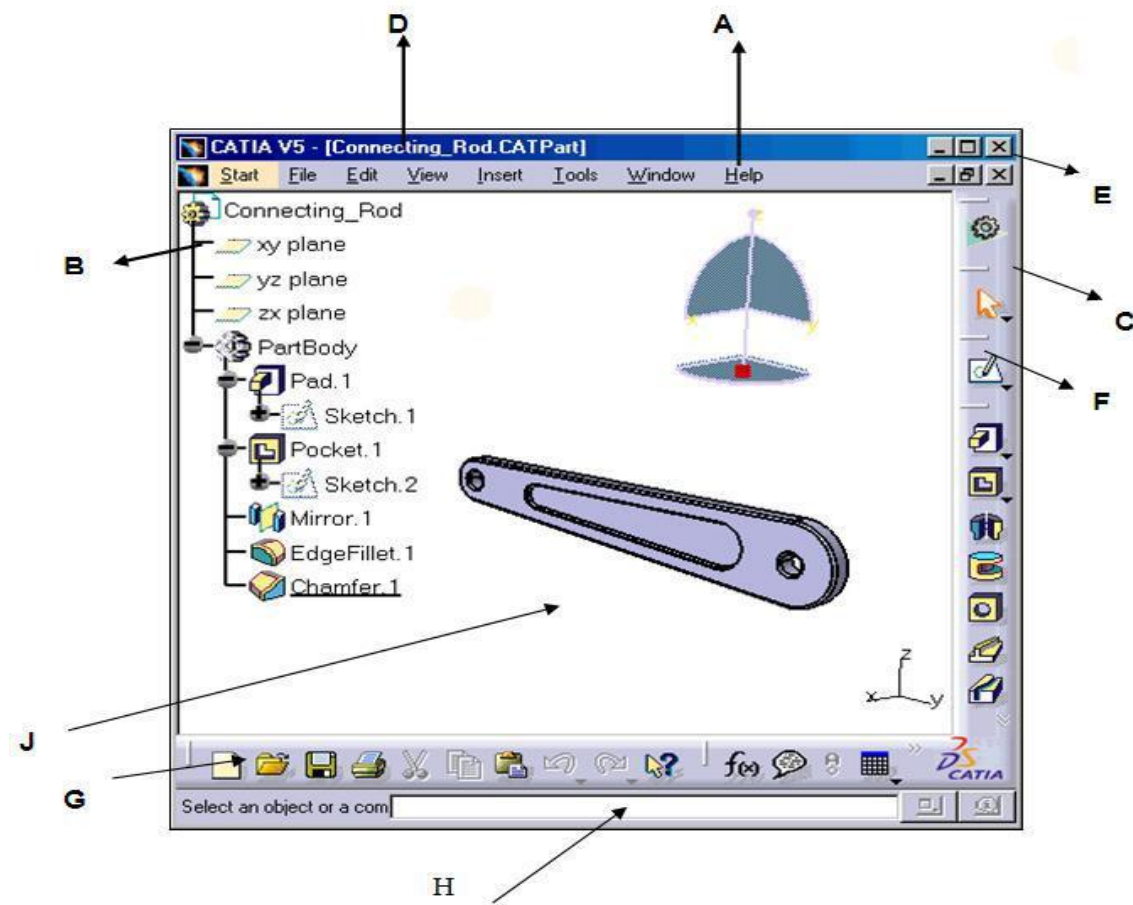 D
A
CATIA V5 - [Connecting_Rod.CATPart]
Start File Edit View Insert Tools Window Help
E
Connecting_Rod
z
B
xy plane
yz plane
C
zx plane
x y
PartBody
Pad.1
F
Sketch.1
Pocket.1
Sketch.2
Mirror.1
EdgeFillet.1
Chamfer.1
z
x y
J
f(x)
DS
CATIA
G
Select an object or a com
H